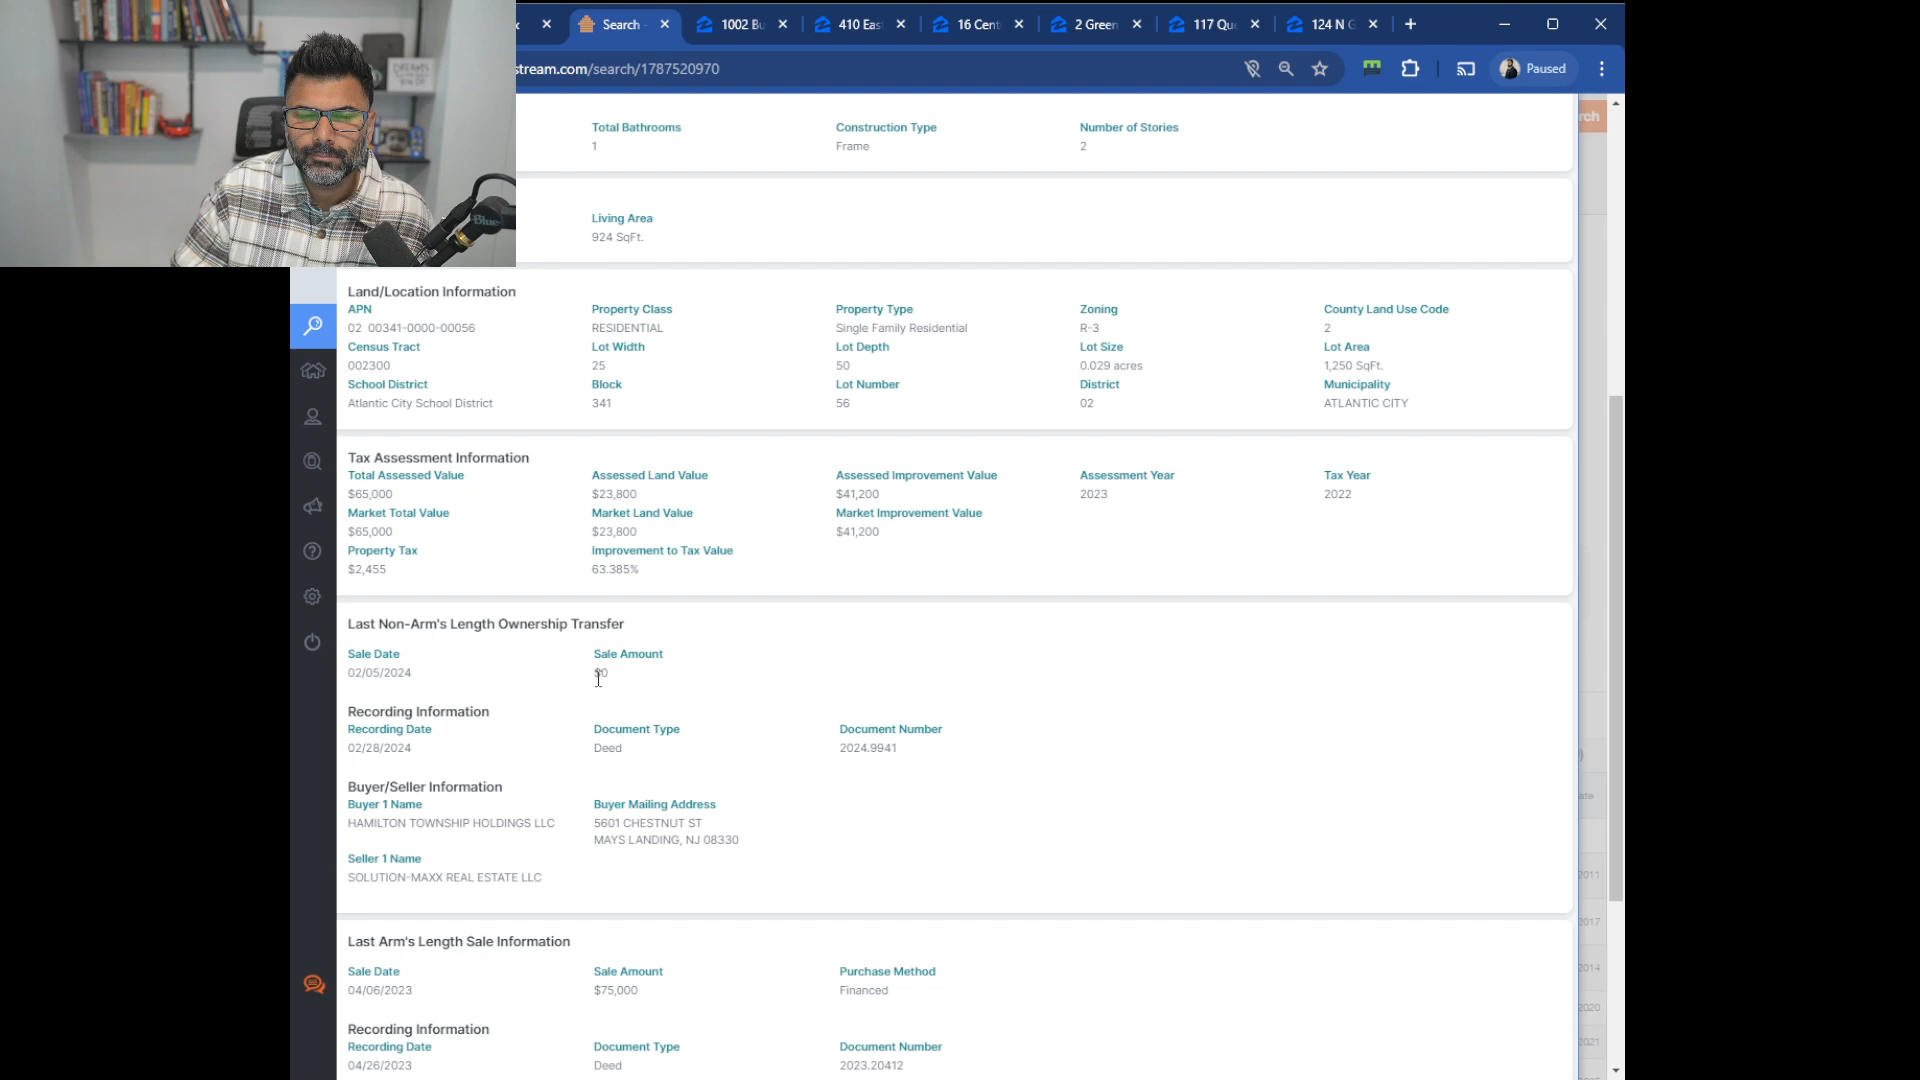 Search
1002 Bu
410 Eas
16 Cent
2 Green
117 Que
124 N G
stream.com/search/1787520970
Paused
Blue
rch
Total Bathrooms
Construction Type
Number of Stories
1
Frame
2
Living Area
924 SqFt.
Land/Location Information
APN
Property Class
Property Type
Zoning
County Land Use Code
02 00341-0000-00056
RESIDENTIAL
Single Family Residential
R-3
2
Census Tract
Lot Width
Lot Depth
Lot Size
Lot Area
002300
25
50
0.029 acres
1,250 SqFt.
School District
Block
Lot Number
District
Municipality
Atlantic City School District
341
56
02
ATLANTIC CITY
Tax Assessment Information
Total Assessed Value
Assessed Land Value
Assessed Improvement Value
Assessment Year
Tax Year
$65,000
$23,800
$41,200
2023
2022
Market Total Value
Market Land Value
Market Improvement Value
$65,000
$23,800
$41,200
Property Tax
Improvement to Tax Value
$2,455
63.385%
Last Non-Arm's Length Ownership Transfer
Sale Date
Sale Amount
02/05/2024
$0
Recording Information
Recording Date
Document Type
Document Number
02/28/2024
Deed
2024.9941
Buyer/Seller Information
Buyer 1 Name
Buyer Mailing Address
HAMILTON TOWNSHIP HOLDINGS LLC
5601 CHESTNUT ST
MAYS LANDING, NJ 08330
Seller 1 Name
SOLUTION-MAXX REAL ESTATE LLC
Last Arm's Length Sale Information
Sale Date
Sale Amount
Purchase Method
04/06/2023
$75,000
Financed
Recording Information
Recording Date
Document Type
Document Number
04/26/2023
Deed
2023.20412
ate
2011
2017
2014
2020
2021